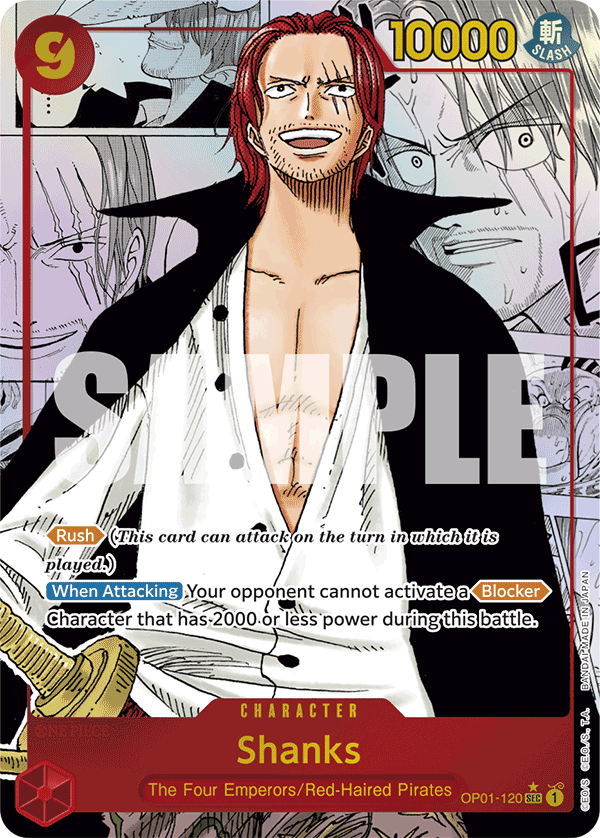 9
10000
斬
SLASH
SAMPLE
Rush (This card can attack on the turn in which it is
played.)
When Attacking Your opponent cannot activate a Blocker
Character that has 2000 or less power during this battle.
©E.O/S ©E.O./S., T.A. BANDAI MADE IN JAPAN
CHARACTER
ONE PIECE
Shanks
The Four Emperors/Red-Haired Pirates
OP01-120 SEC 1